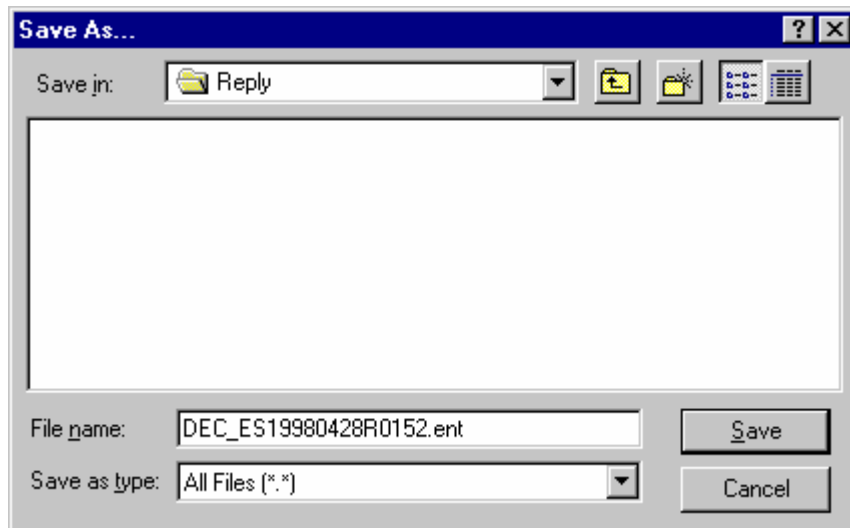 Save As...
Save in: Reply
File name: DEC_ES19980428R0152.ent Save
Save as type: All Files (*.*) Cancel